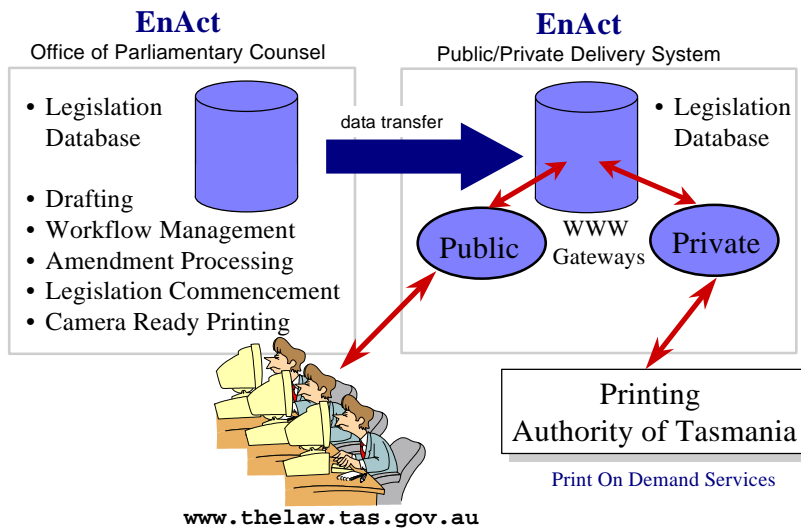 EnAct
Office of Parliamentary Counsel
• Legislation
Database
• Drafting
• Workflow Management
• Amendment Processing
• Legislation Commencement
• Camera Ready Printing
data transfer
EnAct
Public/Private Delivery System
• Legislation
Database
Public
WWW
Gateways
Private
www.thelaw.tas.gov.au
Printing
Authority of Tasmania
Print On Demand Services